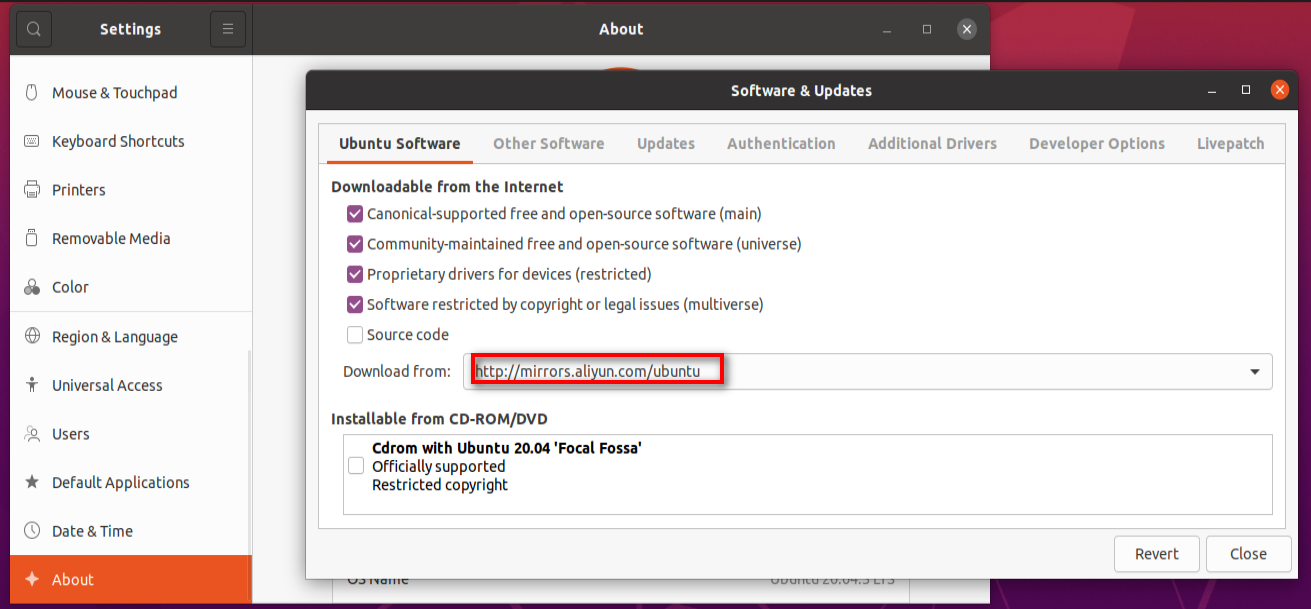 Settings
About
Mouse & Touchpad
Keyboard Shortcuts
Printers
Removable Media
Color
Region & Language
Universal Access
Users
Default Applications
Date & Time
About
Software & Updates
Ubuntu Software
Other Software
Updates
Authentication
Additional Drivers
Developer Options
Livepatch
Downloadable from the Internet
Canonical-supported free and open-source software (main)
Community-maintained free and open-source software (universe)
Proprietary drivers for devices (restricted)
Software restricted by copyright or legal issues (multiverse)
Source code
Download from: http://mirrors.aliyun.com/ubuntu
Installable from CD-ROM/DVD
Cdrom with Ubuntu 20.04 'Focal Fossa'
Officially supported
Restricted copyright
Revert
Close
OS Name
Ubuntu 20.04.5 LTS